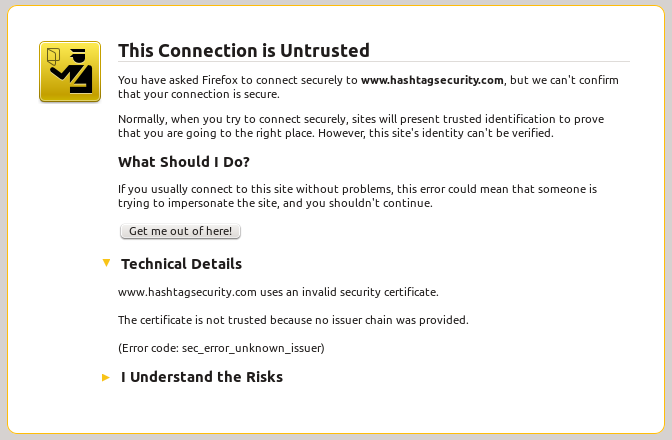 This Connection is Untrusted
You have asked Firefox to connect securely to www.hashtagsecurity.com, but we can't confirm
that your connection is secure.
Normally, when you try to connect securely, sites will present trusted identification to prove
that you are going to the right place. However, this site's identity can't be verified.
What Should I Do?
If you usually connect to this site without problems, this error could mean that someone is
trying to impersonate the site, and you shouldn't continue.
Get me out of here!
Technical Details
www.hashtagsecurity.com uses an invalid security certificate.
The certificate is not trusted because no issuer chain was provided.
(Error code: sec_error_unknown_issuer)
I Understand the Risks